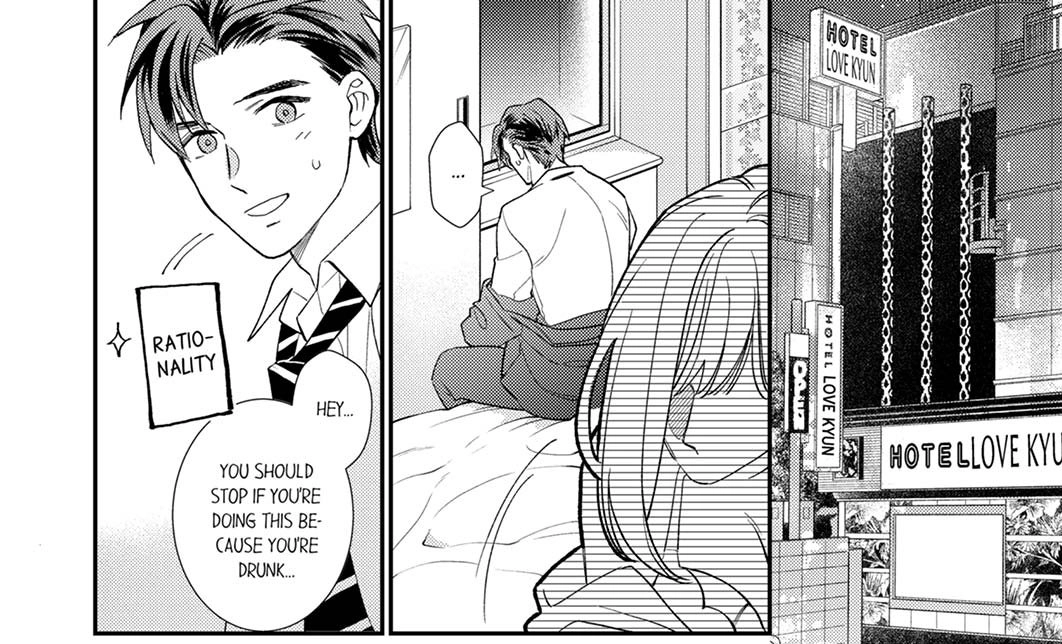 HOTEL
LOVE KYUN
HOTEL LOVE KYUN
OPEN
HOTEL LOVE KYU
...
RATIO-
NALITY
HEY...
YOU SHOULD
STOP IF YOU'RE
DOING THIS BE-
CAUSE YOU'RE
DRUNK...